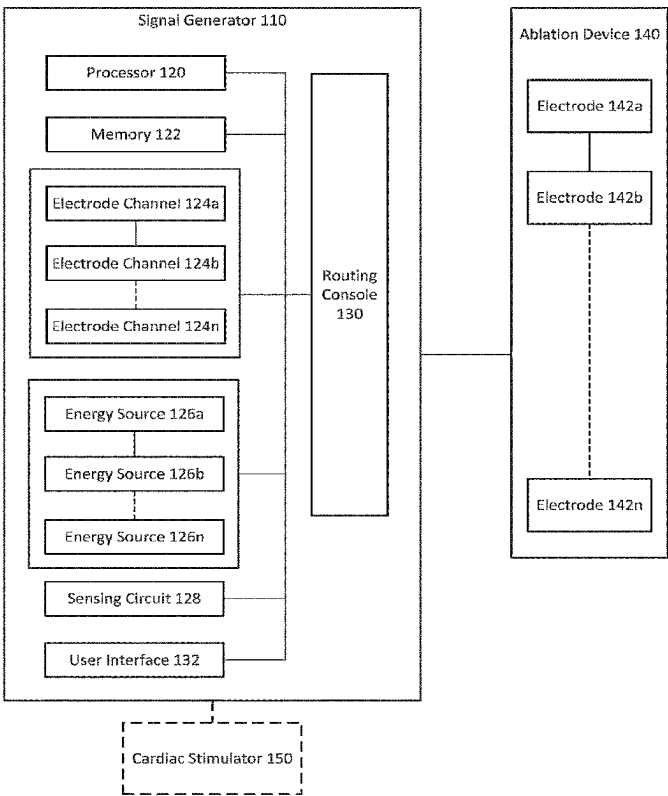 Signal Generator 110
Processor 120
Memory 122
Electrode Channel 124a
Electrode Channel 124b
Electrode Channel 124n
Energy Source 126a
Energy Source 126b
Energy Source 126n
Sensing Circuit 128
User Interface 132
Routing
Console
130
Ablation Device 140
Electrode 142a
Electrode 142b
Electrode 142n
Cardiac Stimulator 150